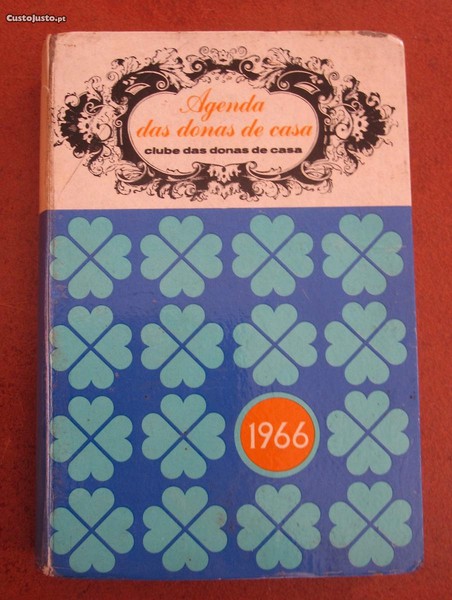 CustoJusto.pt
Agenda
das donas de casa
clube das donas de casa
1966